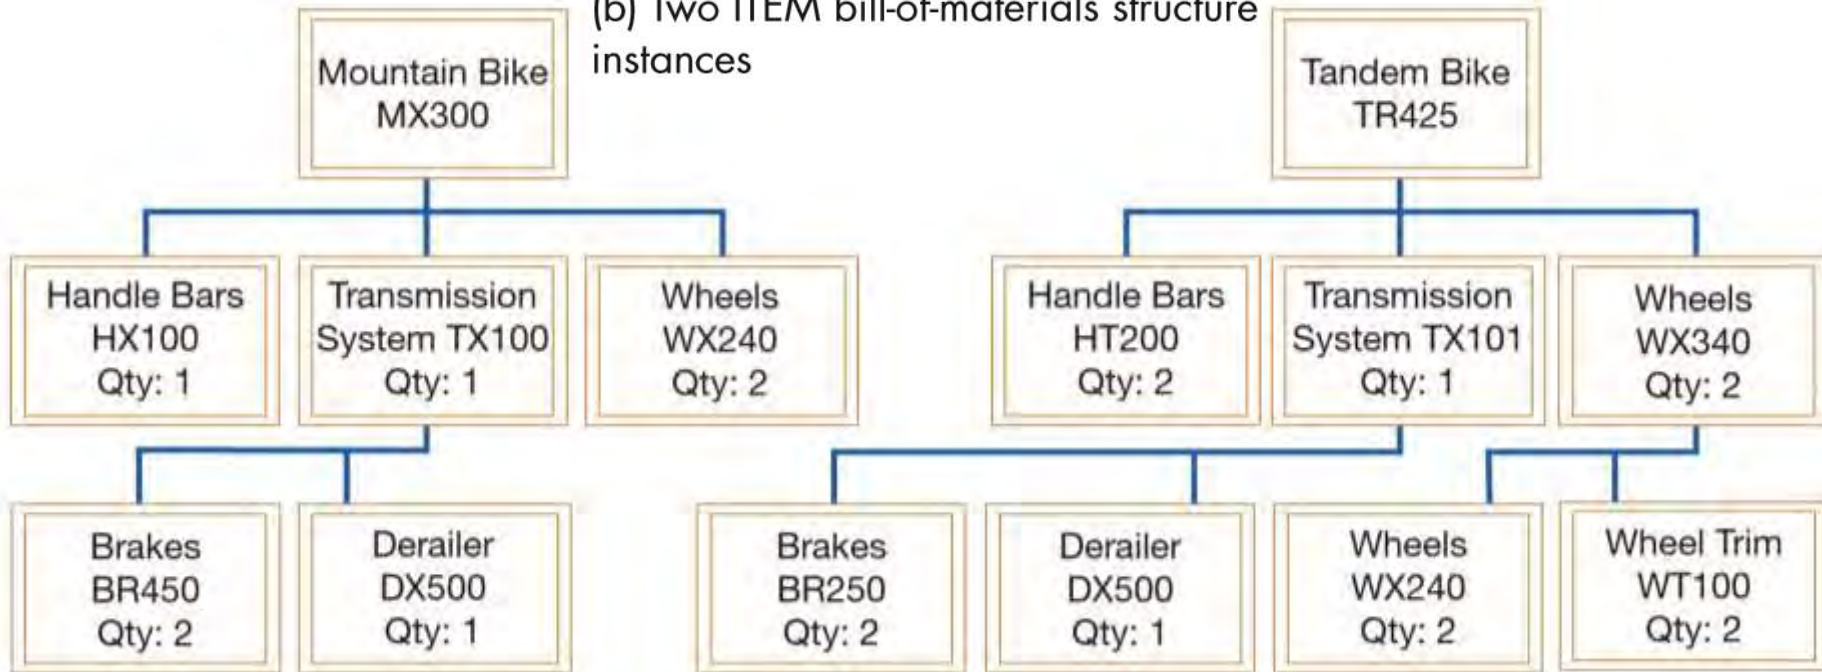 (b) Two ITEM bill-of-materials structure
instances
Mountain Bike
MX300
Tandem Bike
TR425
Handle Bars
HX100
Qty: 1
Transmission
System TX100
Qty: 1
Wheels
WX240
Qty: 2
Handle Bars
HT200
Qty: 2
Transmission
System TX101
Qty: 1
Wheels
WX340
Qty: 2
Brakes
BR450
Qty: 2
Derailer
DX500
Qty: 1
Brakes
BR250
Qty: 2
Derailer
DX500
Qty: 1
Wheels
WX240
Qty: 2
Wheel Trim
WT100
Qty: 2